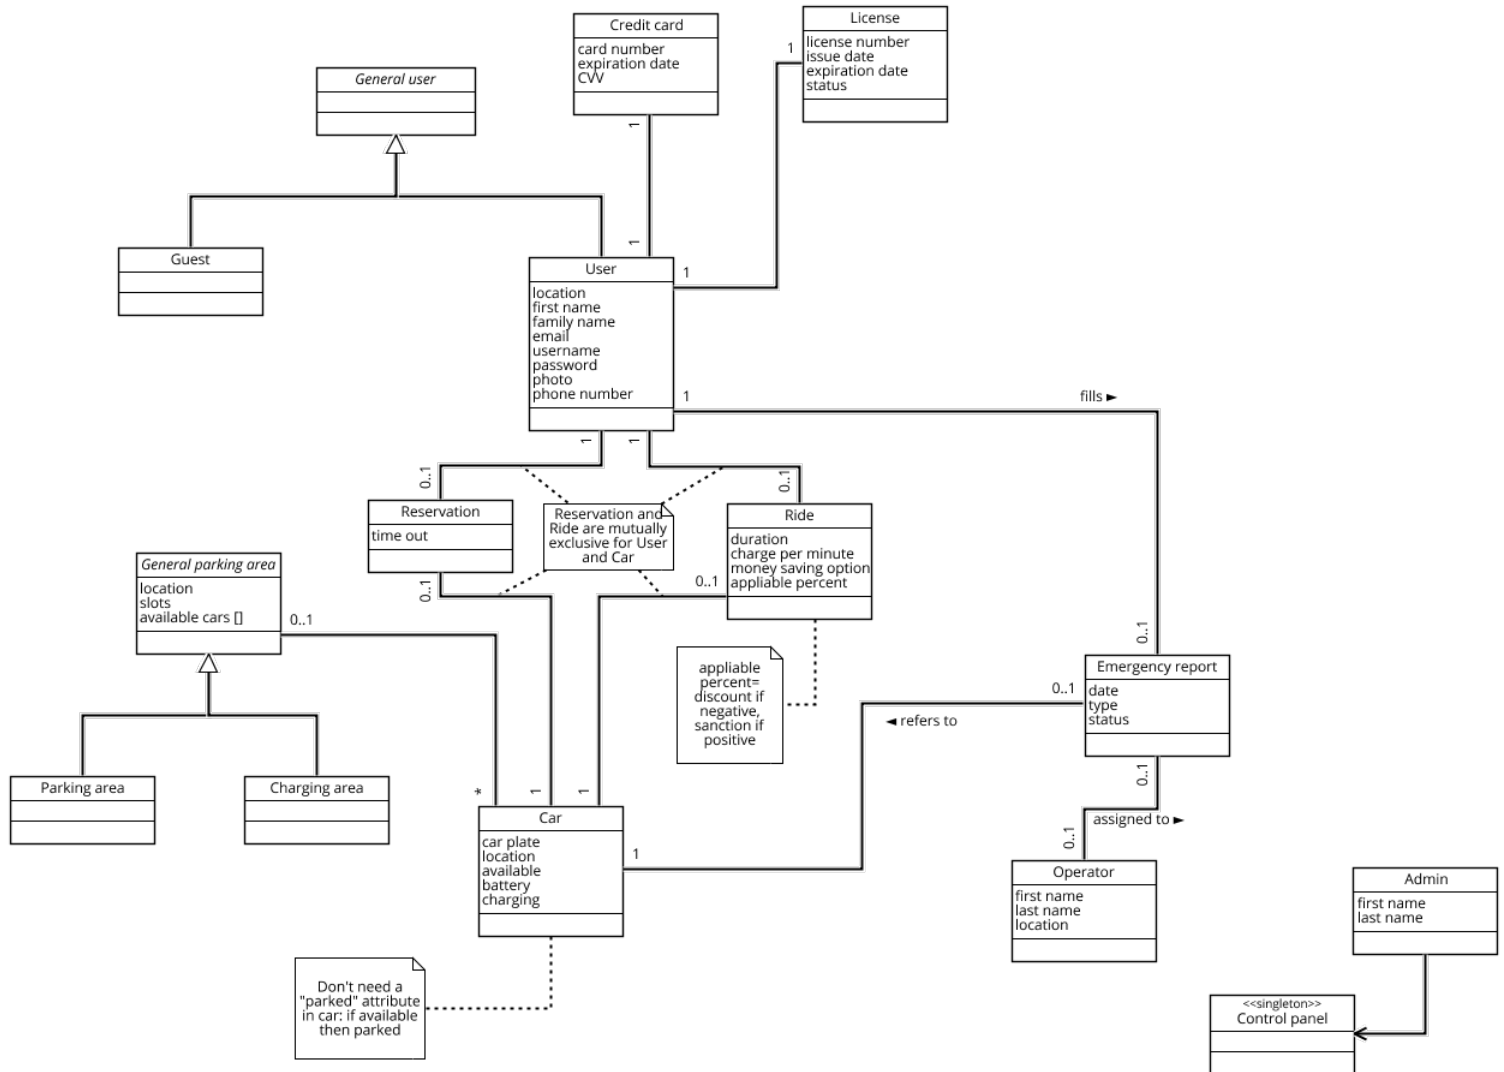 Credit card
card number
expiration date
CVV
License
license number
issue date
expiration date
status
1
1
1
1
General user
Guest
User
location
first name
family name
email
username
password
photo
phone number
1
fills ►
1
1
0..1
0..1
Reservation
time out
Reservation and
Ride are mutually
exclusive for User
and Car
Ride
duration
charge per minute
money saving option
appliable percent
0..1
0..1
General parking area
location
slots
available cars []
0..1
appliable
percent=
discount if
negative,
sanction if
positive
0..1
Emergency report
date
type
status
0..1
◄ refers to
0..1
assigned to ►
0..1
Parking area
Charging area
*
1
1
Car
car plate
location
available
battery
charging
1
Operator
first name
last name
location
Admin
first name
last name
Don't need a
"parked" attribute
in car: if available
then parked
<<singleton>>
Control panel